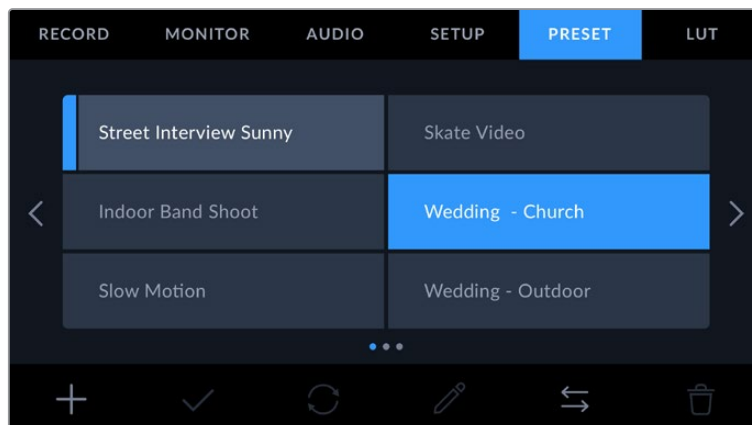 RECORD MONITOR AUDIO SETUP PRESET LUT
Street Interview Sunny Skate Video
Indoor Band Shoot Wedding - Church
Slow Motion Wedding - Outdoor